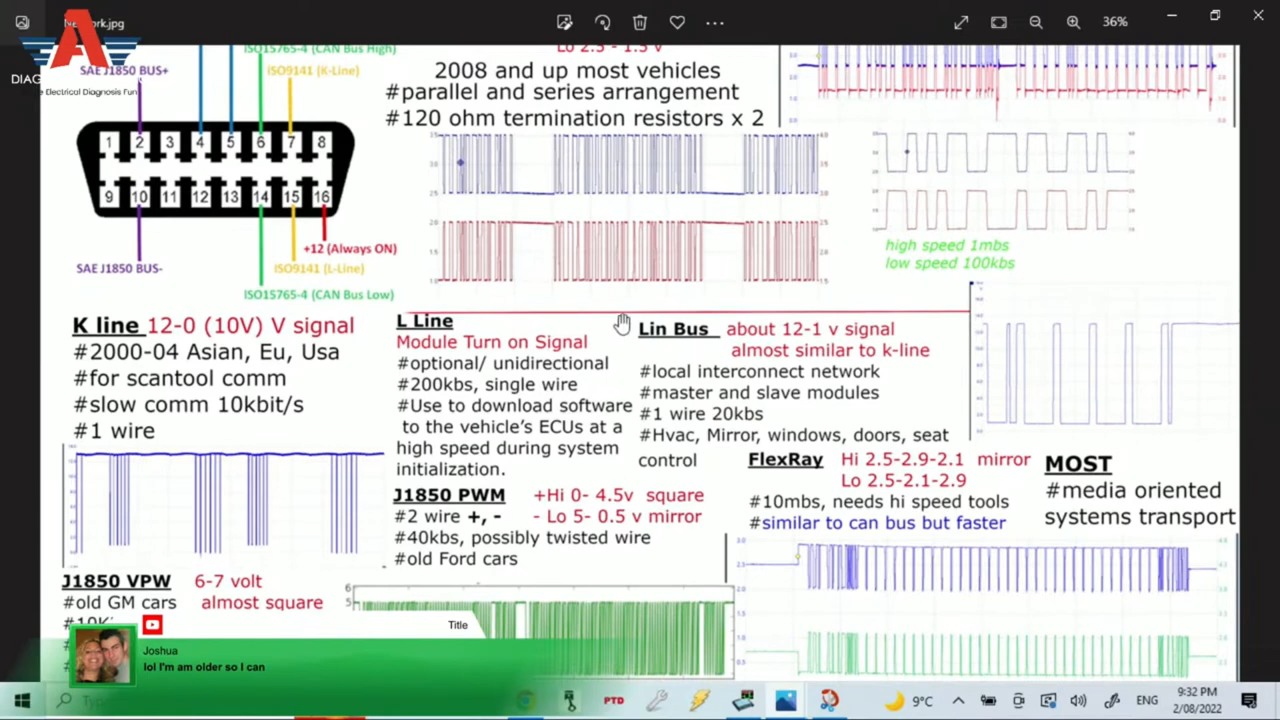 Network.jpg
36%
A
DIAG
e Electrical Diagnosis Fun
ISO15765-4 (CAN Bus High)
SAE J1850 BUS+
ISO9141 (K-Line)
1 2 3 4 5 6 7 8
9 10 11 12 13 14 15 16
+12 (Always ON)
SAE J1850 BUS-
ISO9141 (L-Line)
ISO15765-4 (CAN Bus Low)
Lo 2.5 - 1.5 v
2008 and up most vehicles
#parallel and series arrangement
#120 ohm termination resistors x 2
high speed 1mbs
low speed 100kbs
K line 12-0 (10V) V signal
#2000-04 Asian, Eu, Usa
#for scantool comm
#slow comm 10kbit/s
#1 wire
L Line
Module Turn on Signal
#optional/ unidirectional
#200kbs, single wire
#Use to download software
to the vehicle's ECUs at a
high speed during system
initialization.
Lin Bus about 12-1 v signal
almost similar to k-line
#local interconnect network
#master and slave modules
#1 wire 20kbs
#Hvac, Mirror, windows, doors, seat
control
J1850 PWM +Hi 0- 4.5v square
#2 wire +, - - Lo 5- 0.5 v mirror
#40kbs, possibly twisted wire
#old Ford cars
FlexRay Hi 2.5-2.9-2.1 mirror
Lo 2.5-2.1-2.9
#10mbs, needs hi speed tools
#similar to can bus but faster
MOST
#media oriented
systems transport
J1850 VPW 6-7 volt
#old GM cars almost square
6
5
Title
Joshua
lol I'm am older so I can
PTD
9°C
ENG
9:32 PM
2/08/2022